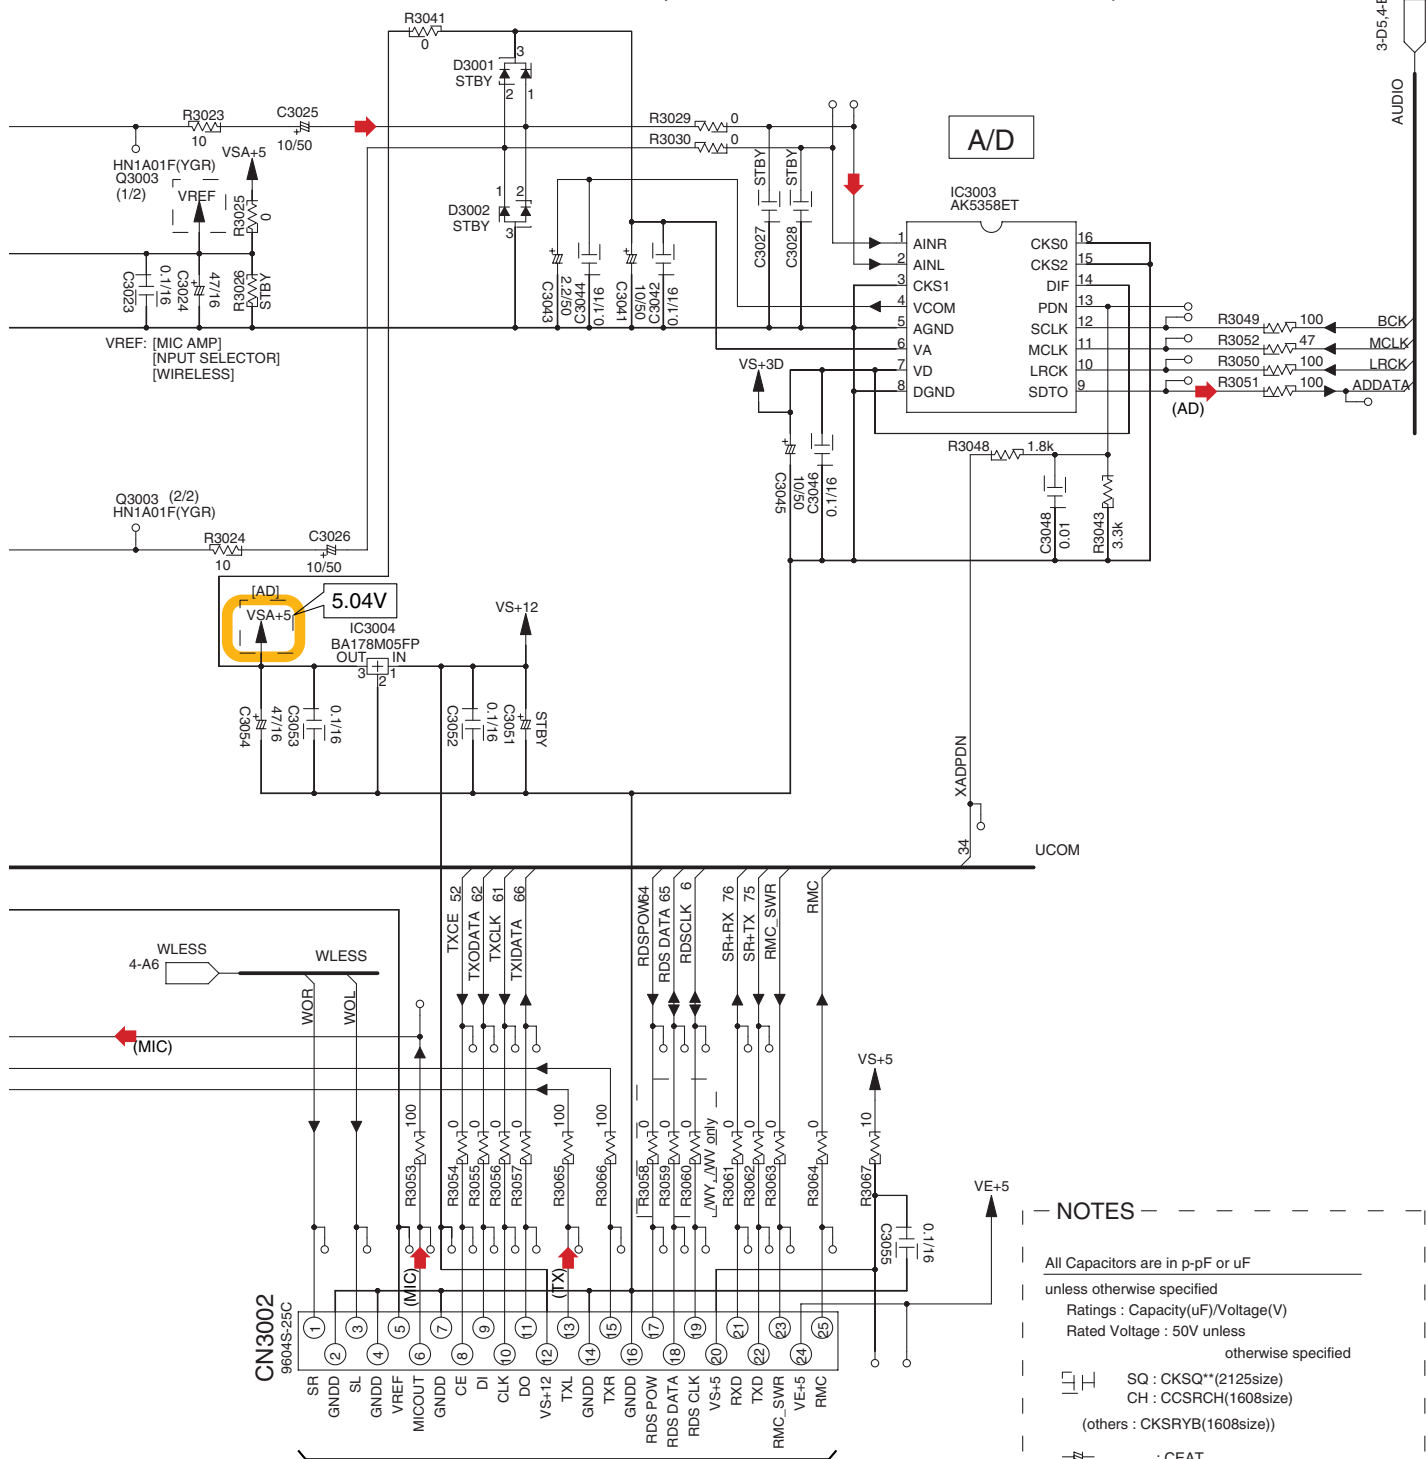 R3041
0
3-D5,4-
D3001
STBY
3
2
1
AUDIO
R3023
10
C3025
10/50
R3029
0
R3030
0
A/D
HN1A01F(YGR)
Q3003
(1/2)
VSA+5
VREF
R3025
0
1
2
D3002
STBY
3
C3027
STBY
C3028
STBY
IC3003
AK5358ET
1 AINR
CKS0 16
2 AINL
CKS2 15
3 CKS1
DIF 14
4 VCOM
PDN 13
5 AGND
SCLK 12
6 VA
MCLK 11
7 VD
LRCK 10
8 DGND
SDTO 9
C3023
0.1/16
C3024
47/16
R3026
STBY
C3043
2.2/50
C3044
0.1/16
C3041
10/50
C3042
0.1/16
R3049 100 BCK
R3052 47 MCLK
R3050 100 LRCK
R3051 100 ADDATA
(AD)
VREF: [MIC AMP]
[NPUT SELECTOR]
[WIRELESS]
VS+3D
C3045
10/50
C3046
0.1/16
R3048
1.8k
C3048
0.01
R3043
3.3k
Q3003 (2/2)
HN1A01F(YGR)
R3024
10
C3026
10/50
[AD]
VSA+5
5.04V
IC3004
BA178M05FP
OUT IN
3 1
2
VS+12
C3054
47/16
C3053
0.1/16
C3052
0.1/16
C3051
STBY
XADPDN
34
UCOM
TXCE 52
TXODATA 62
TXCLK 61
TXIDATA 66
RDSPOW64
RDS DATA 65
RDSCLK 6
SR+RX 76
SR+TX 75
RMC_SWR
RMC
WLESS
4-A6
WLESS
WOR
WOL
(MIC)
VS+5
R3053 100
R3054 0
R3055 0
R3056 0
R3057 0
R3065 100
R3066 100
R3058 0
R3059 0
R3060 0
/WY,/WV only
R3061 0
R3062 0
R3063 0
R3064 0
R3067 10
VE+5
C3055
0.1/16
(MIC)
(TX)
CN3002
9604S-25C
1 3 5 7 9 11 13 15 17 19 21 23 25
2 4 6 8 10 12 14 16 18 20 22 24
SR
GNDD
SL
GNDD
VREF
MICOUT
GNDD
CE
DI
CLK
DO
VS+12
TXL
GNDD
TXR
GNDD
RDS POW
RDS DATA
RDS CLK
VS+5
RXD
TXD
RMC_SWR
VE+5
RMC
NOTES
All Capacitors are in p-pF or uF
unless otherwise specified
Ratings : Capacity(uF)/Voltage(V)
Rated Voltage : 50V unless
otherwise specified
SQ : CKSQ**(2125size)
CH : CCSRCH(1608size)
(others : CKSRYB(1608size))
: CEAT